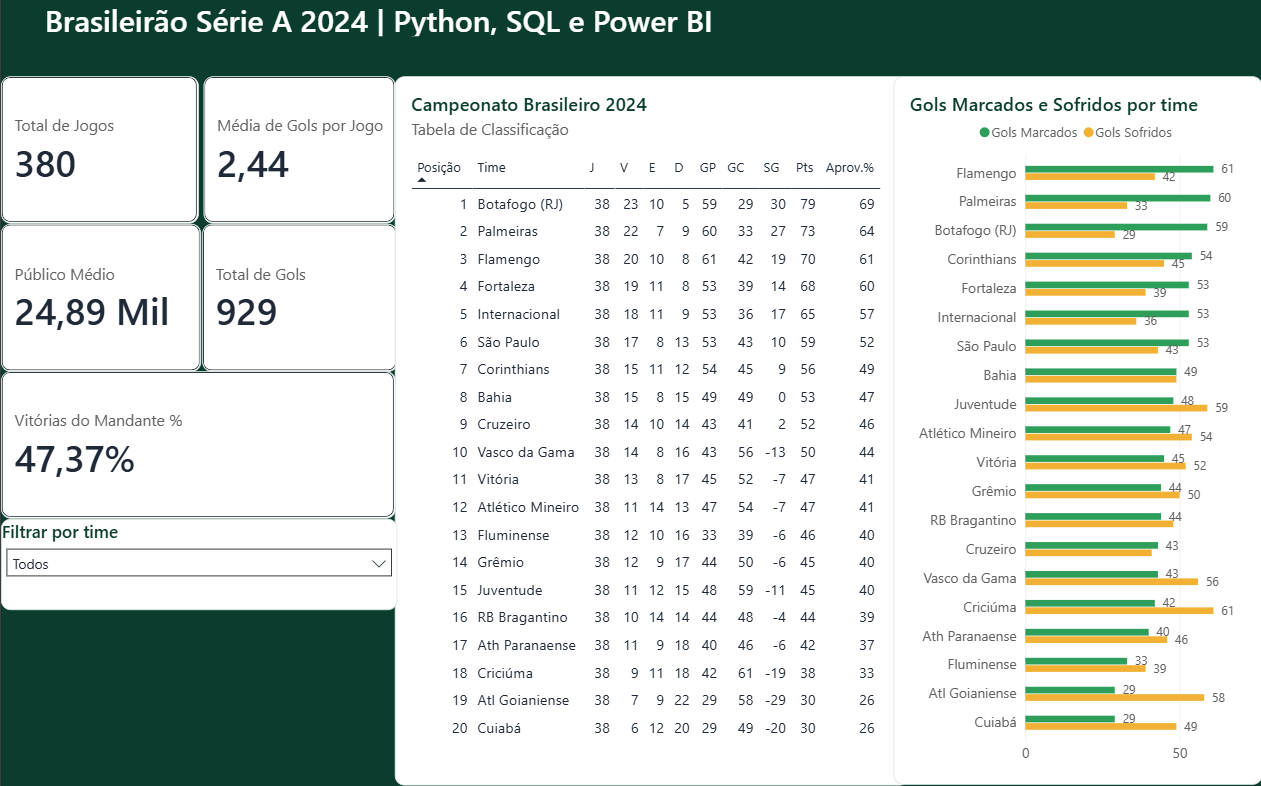 Brasileirão Série A 2024 | Python, SQL e Power BI
Total de Jogos
380
Média de Gols por Jogo
2,44
Público Médio
24,89 Mil
Total de Gols
929
Vitórias do Mandante %
47,37%
Filtrar por time
Todos
Campeonato Brasileiro 2024
Tabela de Classificação
Posição Time J V E D GP GC SG Pts Aprov.%
1 Botafogo (RJ) 38 23 10 5 59 29 30 79 69
2 Palmeiras 38 22 7 9 60 33 27 73 64
3 Flamengo 38 20 10 8 61 42 19 70 61
4 Fortaleza 38 19 11 8 53 39 14 68 60
5 Internacional 38 18 11 9 53 36 17 65 57
6 São Paulo 38 17 8 13 53 43 10 59 52
7 Corinthians 38 15 11 12 54 45 9 56 49
8 Bahia 38 15 8 15 49 49 0 53 47
9 Cruzeiro 38 14 10 14 43 41 2 52 46
10 Vasco da Gama 38 14 8 16 43 56 -13 50 44
11 Vitória 38 13 8 17 45 52 -7 47 41
12 Atlético Mineiro 38 11 14 13 47 54 -7 47 41
13 Fluminense 38 12 10 16 33 39 -6 46 40
14 Grêmio 38 12 9 17 44 50 -6 45 40
15 Juventude 38 11 12 15 48 59 -11 45 40
16 RB Bragantino 38 10 14 14 44 48 -4 44 39
17 Ath Paranaense 38 11 9 18 40 46 -6 42 37
18 Criciúma 38 9 11 18 42 61 -19 38 33
19 Atl Goianiense 38 7 9 22 29 58 -29 30 26
20 Cuiabá 38 6 12 20 29 49 -20 30 26
Gols Marcados e Sofridos por time
Gols Marcados Gols Sofridos
Flamengo 61 42
Palmeiras 60 33
Botafogo (RJ) 59 29
Corinthians 54 45
Fortaleza 53 39
Internacional 53 36
São Paulo 53 43
Bahia 49
Juventude 48 59
Atlético Mineiro 47 54
Vitória 45 52
Grêmio 44 50
RB Bragantino 44
Cruzeiro 43
Vasco da Gama 43 56
Criciúma 42 61
Ath Paranaense 40 46
Fluminense 33 39
Atl Goianiense 29 58
Cuiabá 29 49
0 50